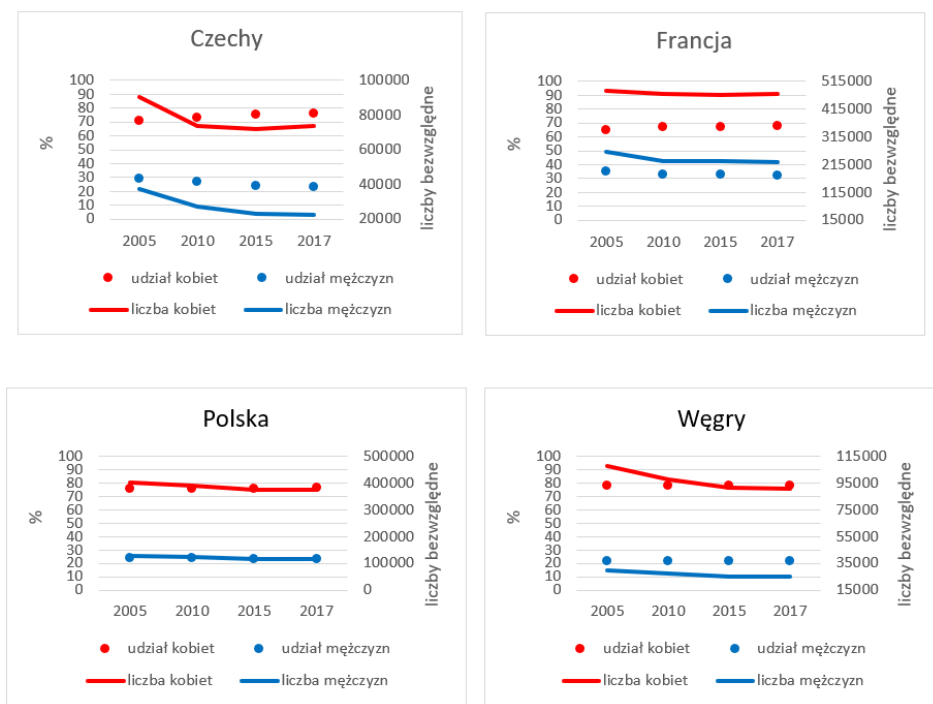 Czechy
100 100000
90
80 80000
70
60 60000
50
40 40000
30
20
10
0 20000
%
liczby bezwzględne
2005 2010 2015 2017
udział kobiet udział mężczyzn
liczba kobiet liczba mężczyzn
Francja
100 515000
90 415000
80
70 315000
60
50
40 215000
30
20 115000
10
0 15000
%
liczby bezwzględne
2005 2010 2015 2017
udział kobiet udział mężczyzn
liczba kobiet liczba mężczyzn
Polska
100 500000
90
80 400000
70
60 300000
50
40 200000
30
20 100000
10
0 0
%
liczby bezwzględne
2005 2010 2015 2017
udział kobiet udział mężczyzn
liczba kobiet liczba mężczyzn
Węgry
100 115000
90
80 95000
70
60 75000
50
40 55000
30
20 35000
10
0 15000
%
liczby bezwzględne
2005 2010 2015 2017
udział kobiet udział mężczyzn
liczba kobiet liczba mężczyzn